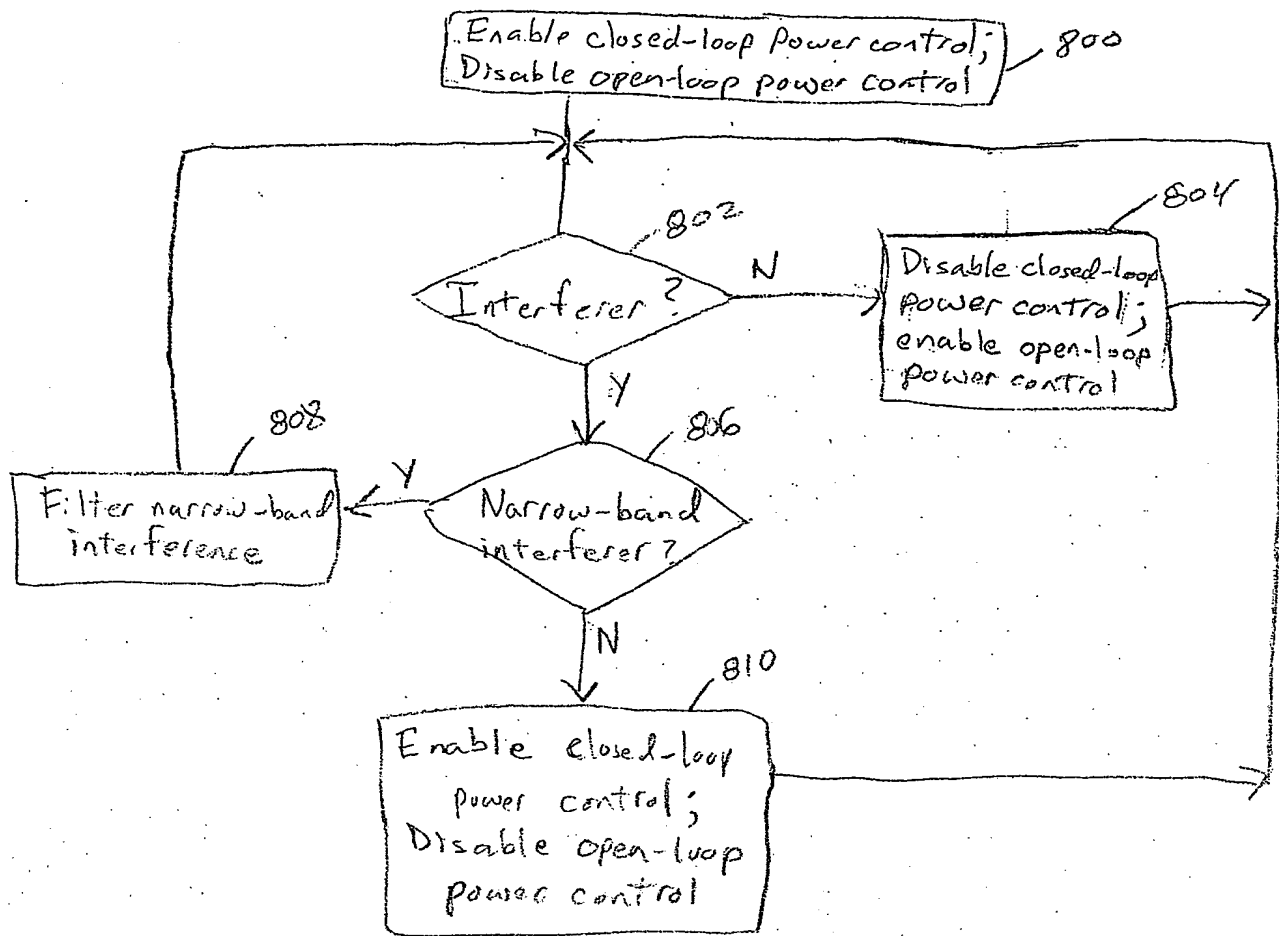 Enable closed-loop Power control;
Disable open-loop power control
800
802
Interferer?
N
804
Disable closed-loop
power control;
enable open-loop
power control
Y
806
Narrow-band
interferer?
Y
808
Filter narrow-band
interference
N
810
Enable closed-loop
power control;
Disable open-loop
power control